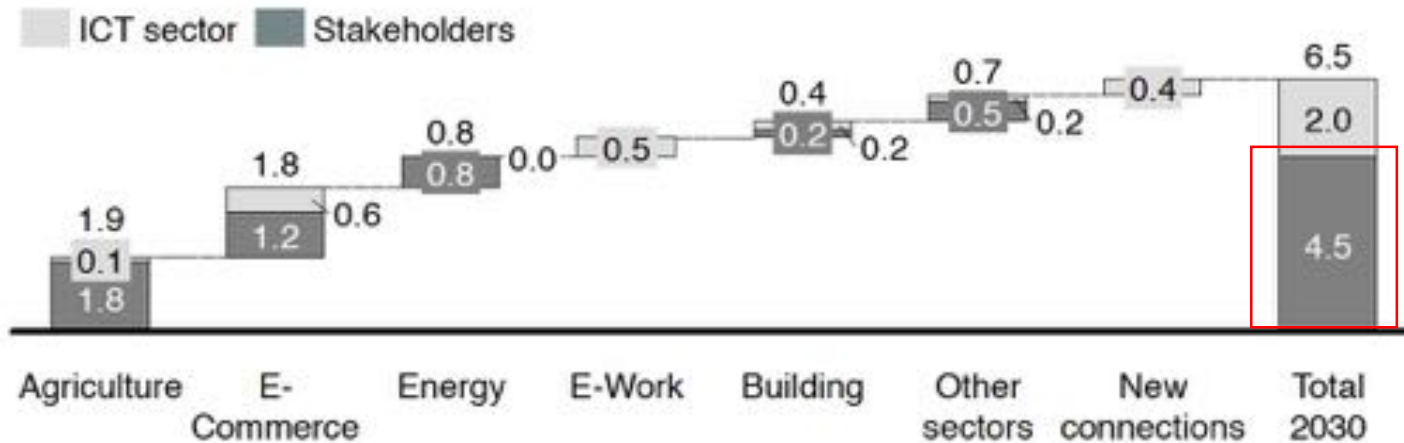 ICT sector Stakeholders
1.9
0.1
1.8
1.8
0.6
1.2
0.8
0.8
0.0
0.5
0.4
0.2
0.2
0.7
0.5
0.2
0.4
6.5
2.0
4.5
Agriculture
E-
Commerce
Energy
E-Work
Building
Other
sectors
New
connections
Total
2030